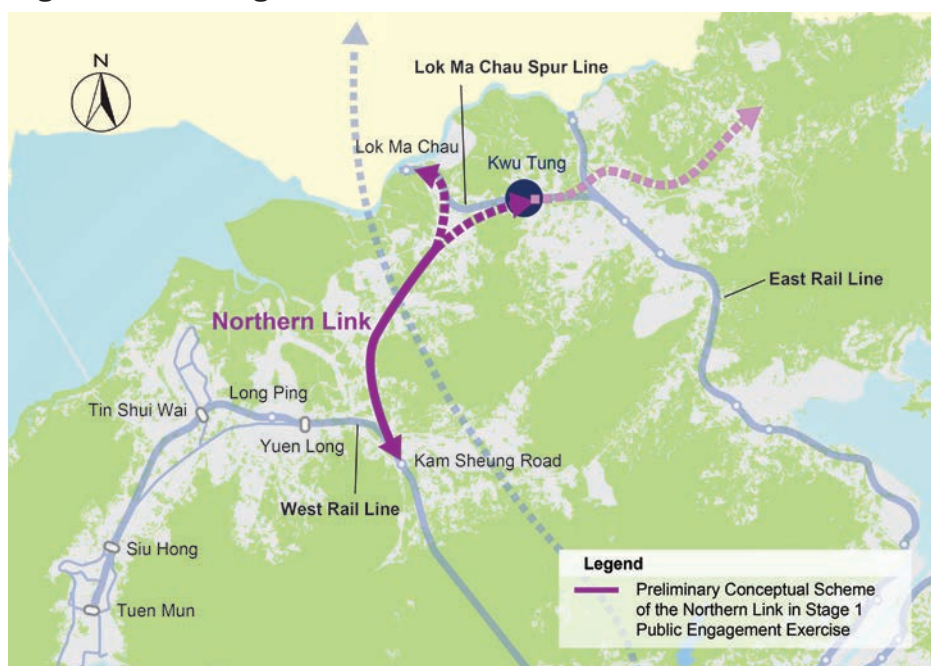 N
Lok Ma Chau Spur Line
Lok Ma Chau
Kwu Tung
East Rail Line
Northern Link
Long Ping
Tin Shui Wai
Yuen Long
Kam Sheung Road
West Rail Line
Siu Hong
Tuen Mun
Legend
Preliminary Conceptual Scheme
of the Northern Link in Stage 1
Public Engagement Exercise